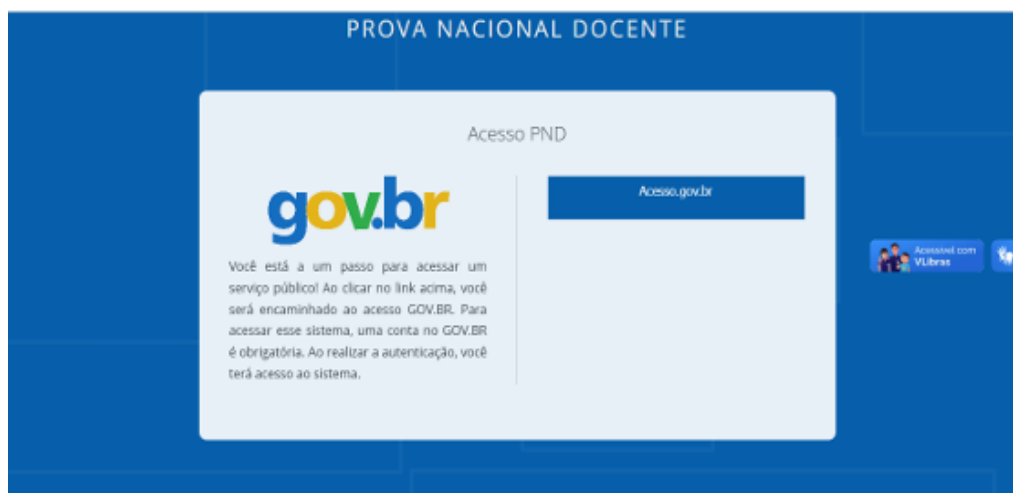 PROVA NACIONAL DOCENTE
Acesso PND
gov.br
Você está a um passo para acessar um
serviço público! Ao clicar no link acima, você
será encaminhado ao acesso GOV.BR. Para
acessar esse sistema, uma conta no GOV.BR
é obrigatória. Ao realizar a autenticação, você
terá acesso ao sistema.
Acesso.gov.br
Acessível com
VLibras